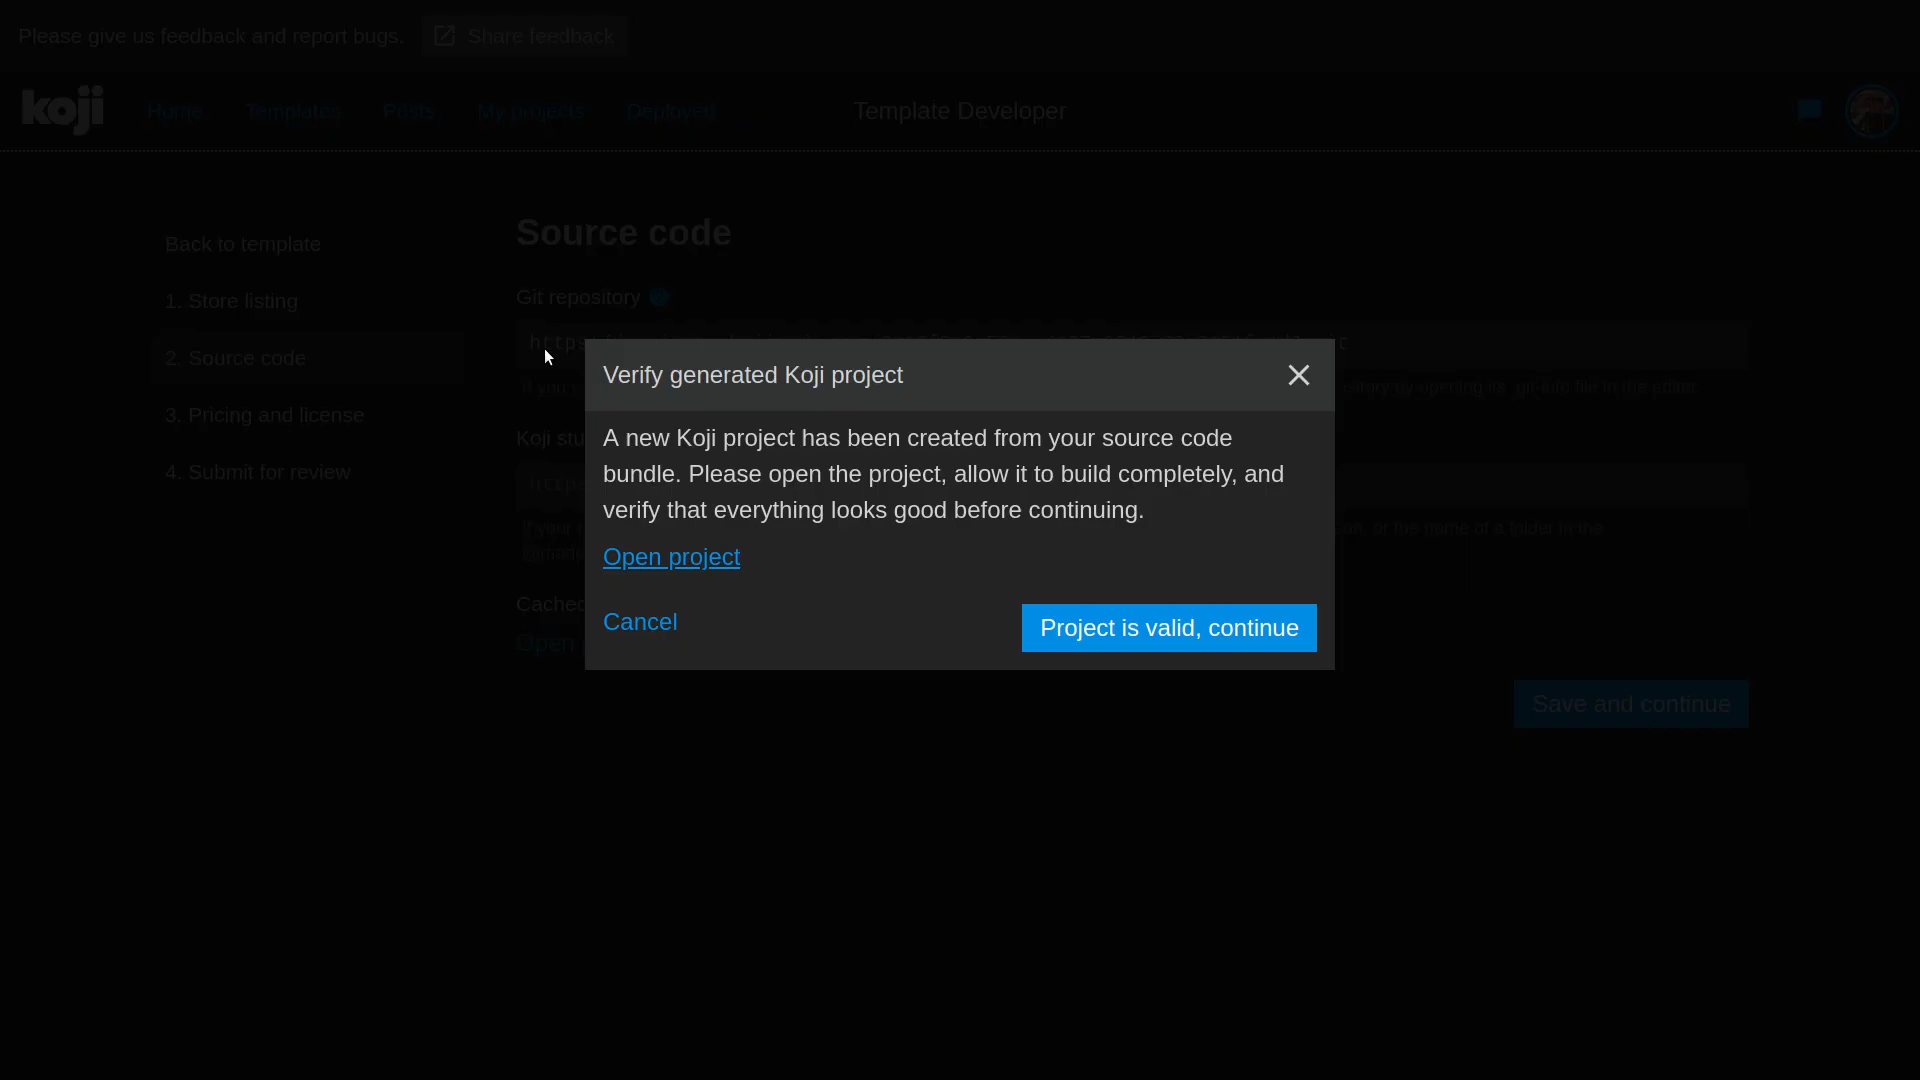 Please give us feedback and report bugs. Share feedback
koji Home Templates Posts My projects Deployed Template Developer
Source code
Back to template
1. Store listing
2. Source code
3. Pricing and license
4. Submit for review
Git repository
https
Verify generated Koji project
A new Koji project has been created from your source code
bundle. Please open the project, allow it to build completely, and
verify that everything looks good before continuing.
Open project
Cancel
Project is valid, continue
Koji
Cached
Open
Save and continue